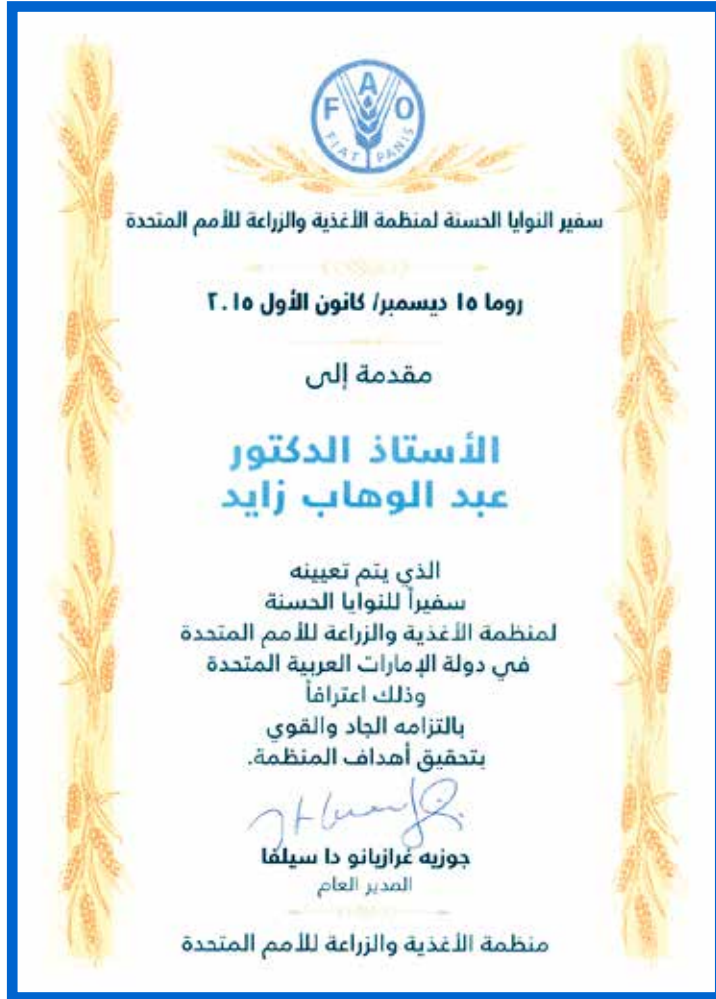 FAO
FIAT PANIS
سفير النوايا الحسنة لمنظمة الأغذية والزراعة للأمم المتحدة
روما ١٥ ديسمبر/ كانون الأول ٢٠١٥
مقدمة إلى
الأستاذ الدكتور
عبد الوهاب زايد
الذي يتم تعيينه
سفيراً للنوايا الحسنة
لمنظمة الأغذية والزراعة للأمم المتحدة
في دولة الإمارات العربية المتحدة
وذلك اعترافاً
بالتزامه الجاد والقوي
بتحقيق أهداف المنظمة.
جوزيه غرازيانو دا سيلفا
المدير العام
منظمة الأغذية والزراعة للأمم المتحدة